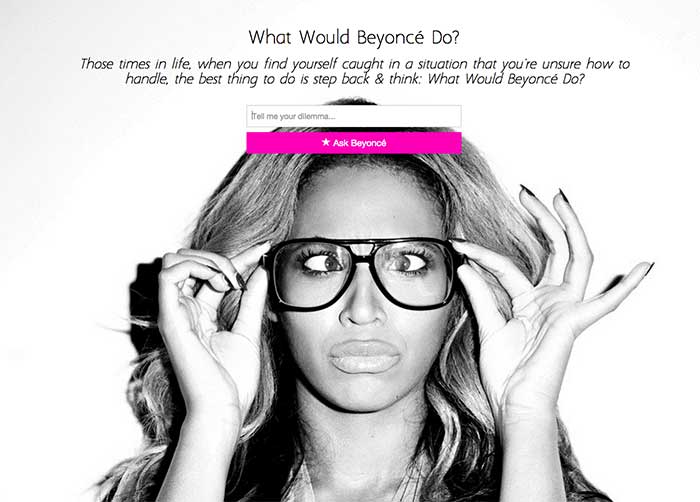 What Would Beyoncé Do?
Those times in life, when you find yourself caught in a situation that you're unsure how to
handle, the best thing to do is step back & think: What Would Beyoncé Do?
Tell me your dilemma...
★ Ask Beyoncé